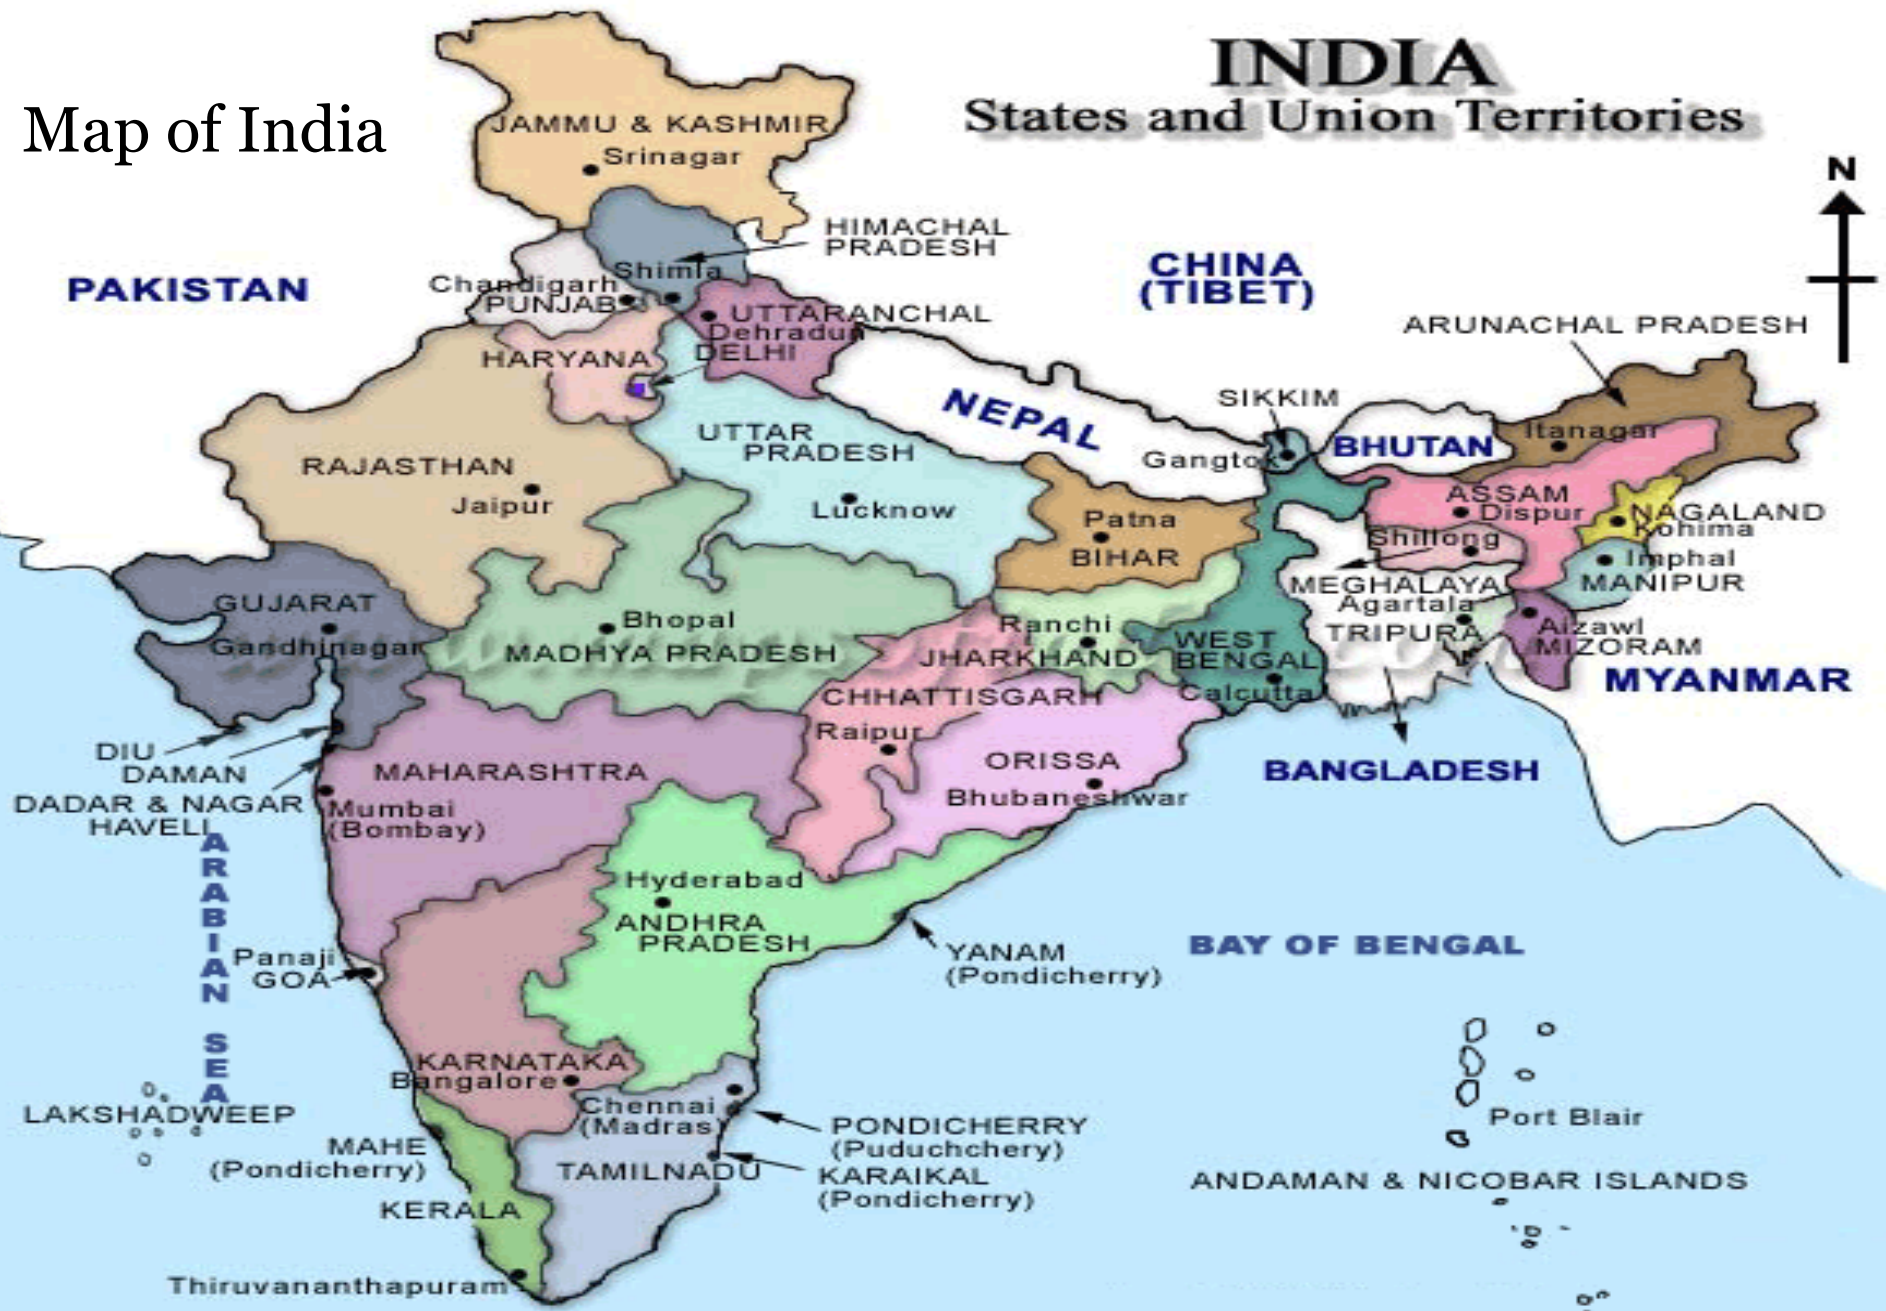 Map of India
INDIA
States and Union Territories
N
JAMMU & KASHMIR
Srinagar
HIMACHAL
PRADESH
PAKISTAN
CHINA
(TIBET)
Shimla
Chandigarh
PUNJAB
UTTARANCHAL
Dehradun
DELHI
HARYANA
ARUNACHAL PRADESH
NEPAL
SIKKIM
Gangtok
BHUTAN
Itanagar
RAJASTHAN
Jaipur
UTTAR
PRADESH
Lucknow
Patna
BIHAR
ASSAM
Dispur
NAGALAND
Kohima
Shillong
MEGHALAYA
Imphal
MANIPUR
Agartala
TRIPURA
Aizawl
MIZORAM
MYANMAR
GUJARAT
Gandhinagar
Bhopal
MADHYA PRADESH
Ranchi
JHARKHAND
WEST
BENGAL
Calcutta
CHHATTISGARH
Raipur
BANGLADESH
DIU
DAMAN
DADAR & NAGAR
HAVELI
MAHARASHTRA
Mumbai
(Bombay)
ORISSA
Bhubaneshwar
ARABIAN SEA
Hyderabad
ANDHRA
PRADESH
YANAM
(Pondicherry)
BAY OF BENGAL
Panaji
GOA
KARNATAKA
Bangalore
LAKSHADWEEP
Chennai
(Madras)
PONDICHERRY
(Puduchchery)
MAHE
(Pondicherry)
TAMILNADU
KARAIKAL
(Pondicherry)
KERALA
Thiruvananthapuram
Port Blair
ANDAMAN & NICOBAR ISLANDS